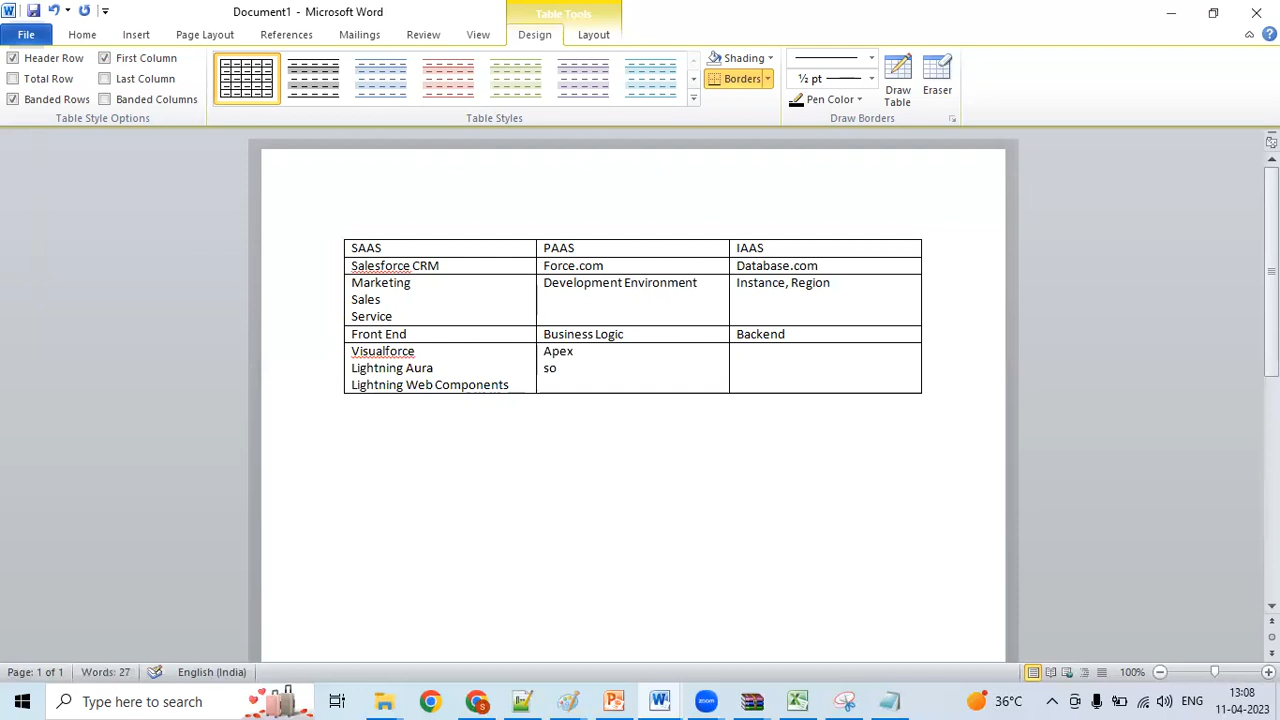 Document1 - Microsoft Word
Table Tools
File Home Insert Page Layout References Mailings Review View Design Layout
Header Row First Column
Total Row Last Column
Banded Rows Banded Columns
Table Style Options
Table Styles
Shading
Borders
½ pt
Pen Color
Draw Table
Eraser
Draw Borders
SAAS PAAS IAAS
Salesforce CRM Force.com Database.com
Marketing Development Environment Instance, Region
Sales
Service
Front End Business Logic Backend
Visualforce Apex
Lightning Aura so
Lightning Web Components
Page: 1 of 1 Words: 27 English (India) 100%
Type here to search
36°C ENG 13:08
11-04-2023